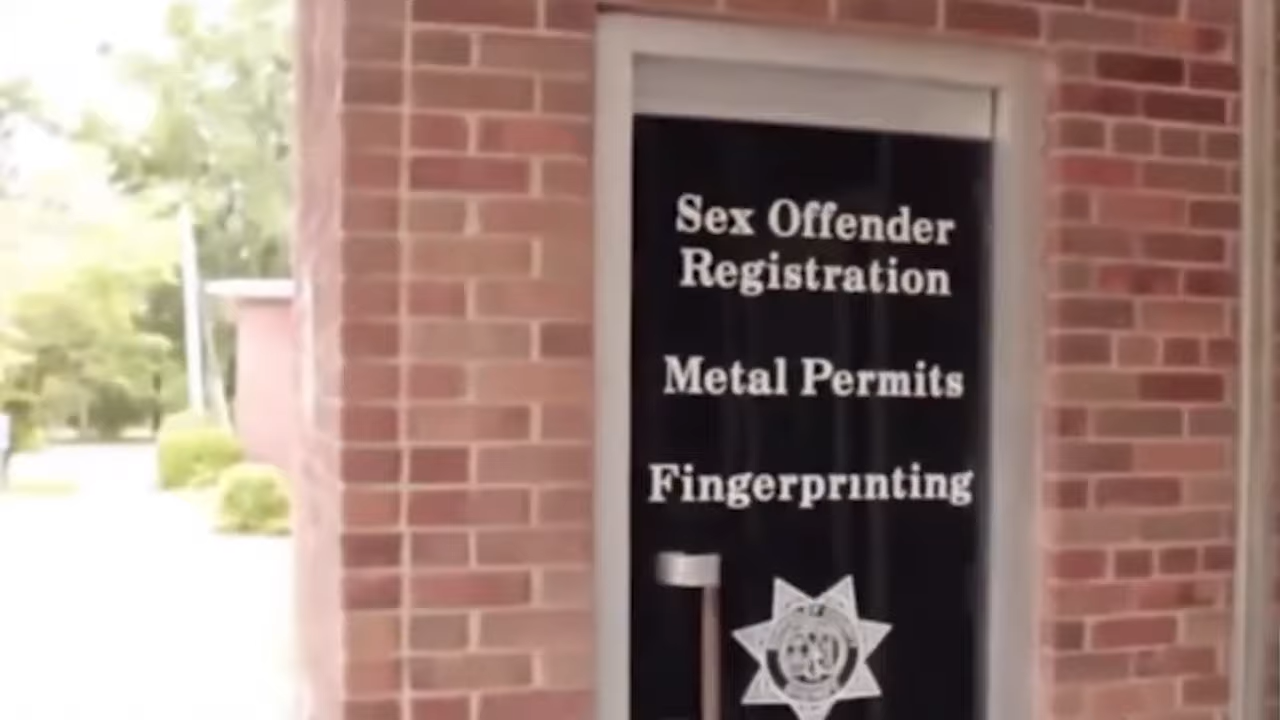 Sex Offender
Registration
Metal Permits
Fingerprinting